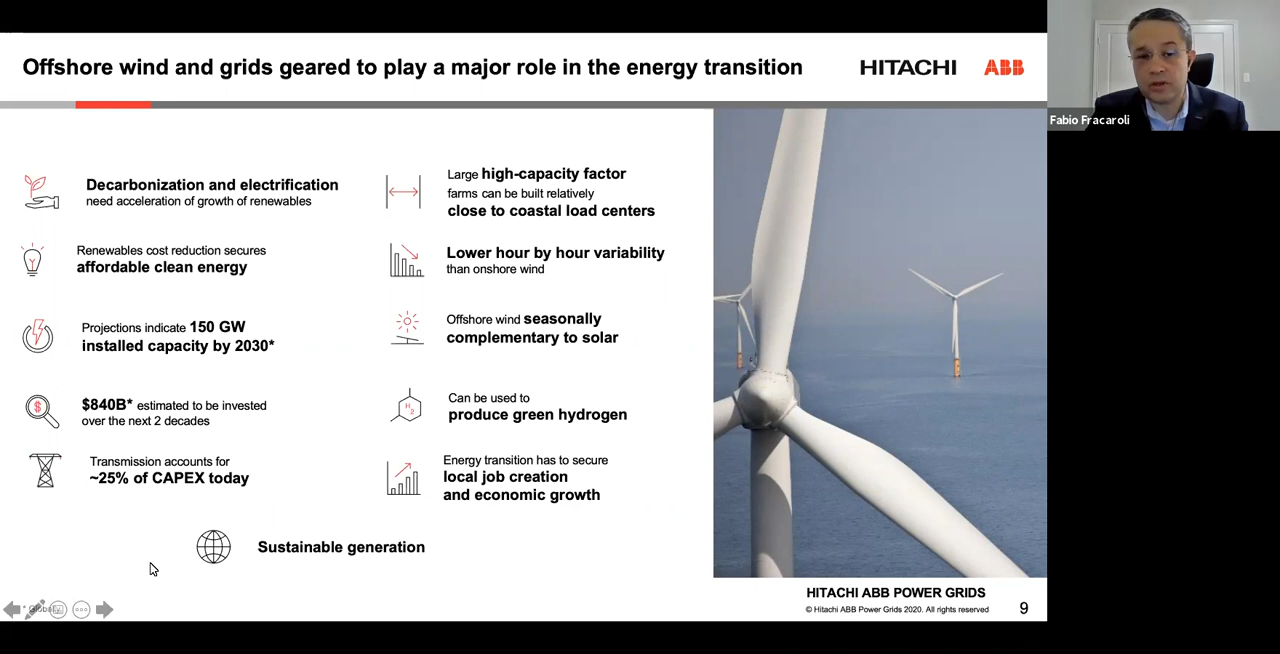 Offshore wind and grids geared to play a major role in the energy transition
HITACHI ABB
Fabio Fracaroli
Decarbonization and electrification
need acceleration of growth of renewables
Renewables cost reduction secures
affordable clean energy
Projections indicate 150 GW
installed capacity by 2030*
$
$840B* estimated to be invested
over the next 2 decades
Transmission accounts for
~25% of CAPEX today
Large high-capacity factor
farms can be built relatively
close to coastal load centers
Lower hour by hour variability
than onshore wind
Offshore wind seasonally
complementary to solar
H2
Can be used to
produce green hydrogen
Energy transition has to secure
local job creation
and economic growth
Sustainable generation
* Globally
HITACHI ABB POWER GRIDS
© Hitachi ABB Power Grids 2020. All rights reserved
9